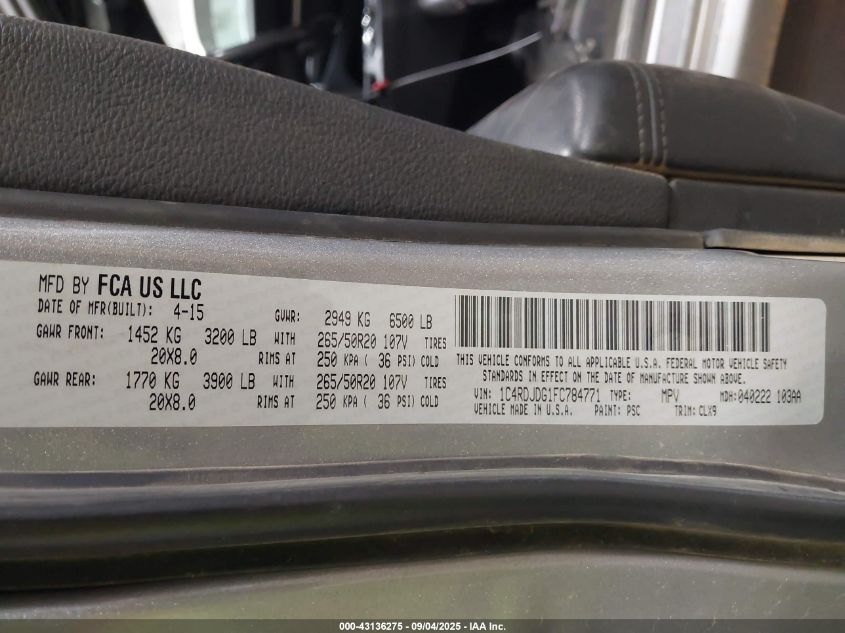 MFD BY FCA US LLC
DATE OF MFR(BUILT): 4-15 GVWR: 2949 KG 6500 LB
GAWR FRONT: 1452 KG 3200 LB WITH 265/50R20 107V TIRES
20X8.0 RIMS AT 250 KPA ( 36 PSI) COLD
GAWR REAR: 1770 KG 3900 LB WITH 265/50R20 107V TIRES
20X8.0 RIMS AT 250 KPA ( 36 PSI) COLD
THIS VEHICLE CONFORMS TO ALL APPLICABLE U.S.A. FEDERAL MOTOR VEHICLE SAFETY
STANDARDS IN EFFECT ON THE DATE OF MANUFACTURE SHOWN ABOVE.
VIN: 1C4RDJDG1FC784771 TYPE: MPV MDH: 040222 103AA
VEHICLE MADE IN U.S.A. PAINT: PSC TRIM: CLX9
000-43136275 - 09/04/2025 - IAA Inc.